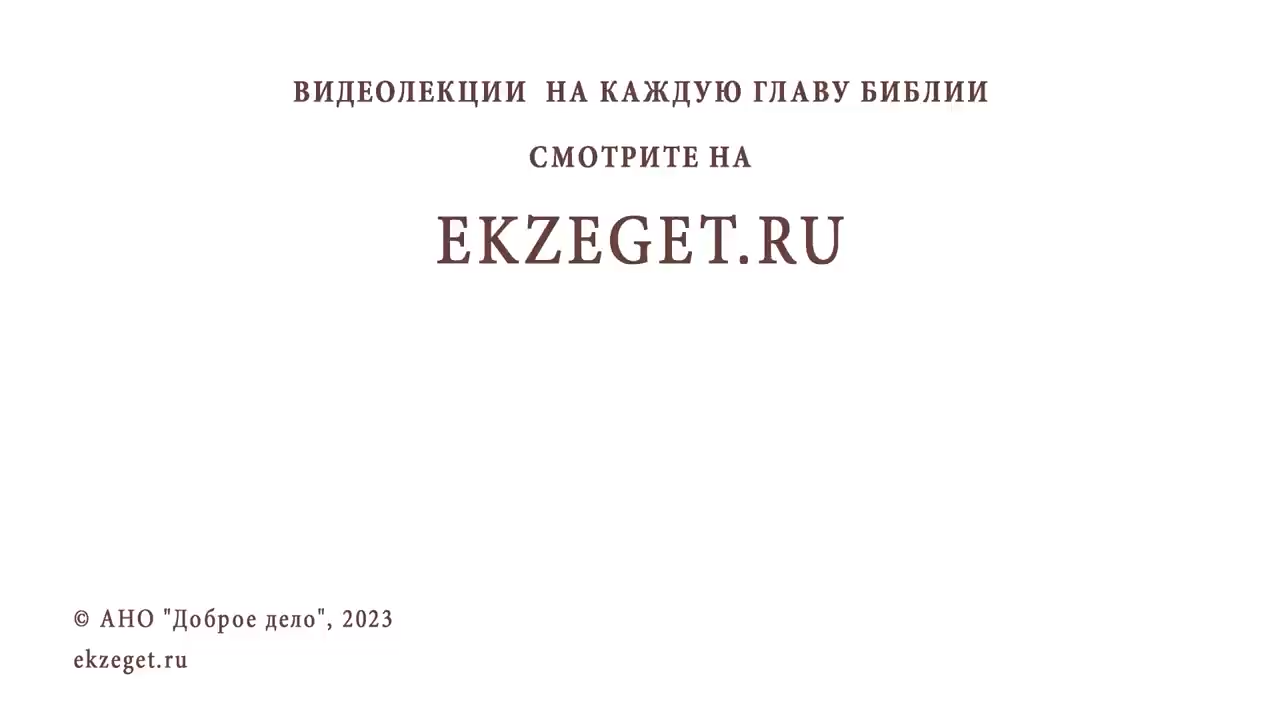 ВИДЕОЛЕКЦИИ НА КАЖДУЮ ГЛАВУ БИБЛИИ
СМОТРИТЕ НА
EKZEGET.RU
© АНО "Доброе дело", 2023
ekzeget.ru